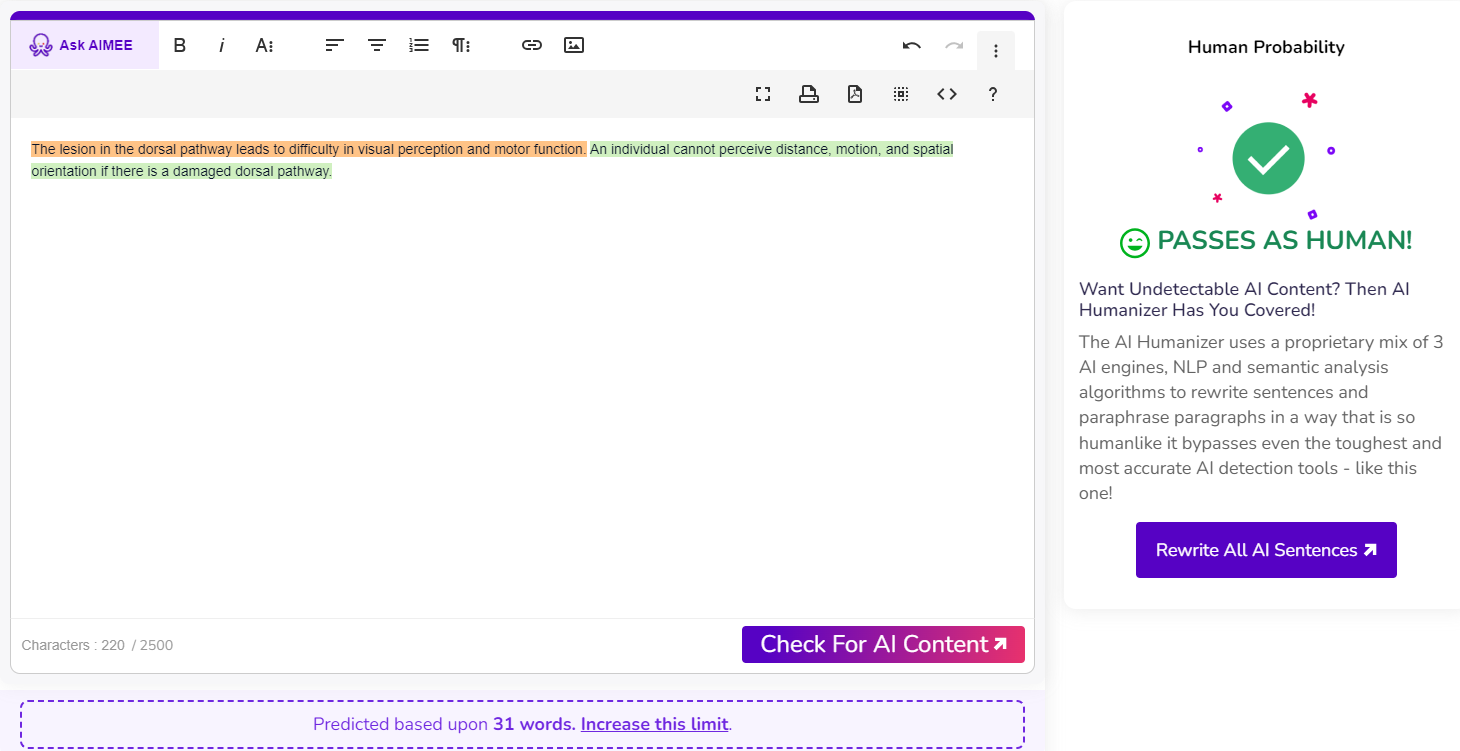 Ask AIMEE
B i A
Human Probability
?
The lesion in the dorsal pathway leads to difficulty in visual perception and motor function. An individual cannot perceive distance, motion, and spatial
orientation if there is a damaged dorsal pathway.
PASSES AS HUMAN!
Want Undetectable AI Content? Then AI
Humanizer Has You Covered!
The AI Humanizer uses a proprietary mix of 3
AI engines, NLP and semantic analysis
algorithms to rewrite sentences and
paraphrase paragraphs in a way that is so
humanlike it bypasses even the toughest and
most accurate AI detection tools - like this
one!
Rewrite All AI Sentences
Characters : 220 / 2500
Check For AI Content
Predicted based upon 31 words. Increase this limit.